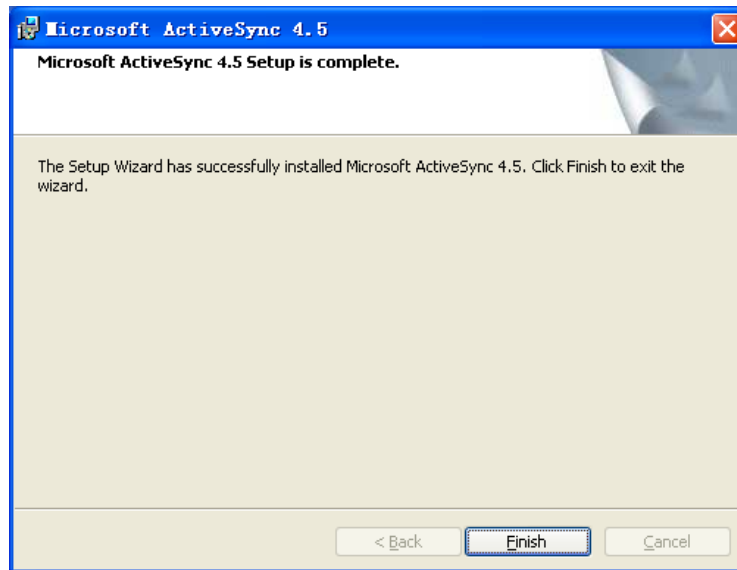 Microsoft ActiveSync 4.5
Microsoft ActiveSync 4.5 Setup is complete.
The Setup Wizard has successfully installed Microsoft ActiveSync 4.5. Click Finish to exit the
wizard.
< Back Finish Cancel